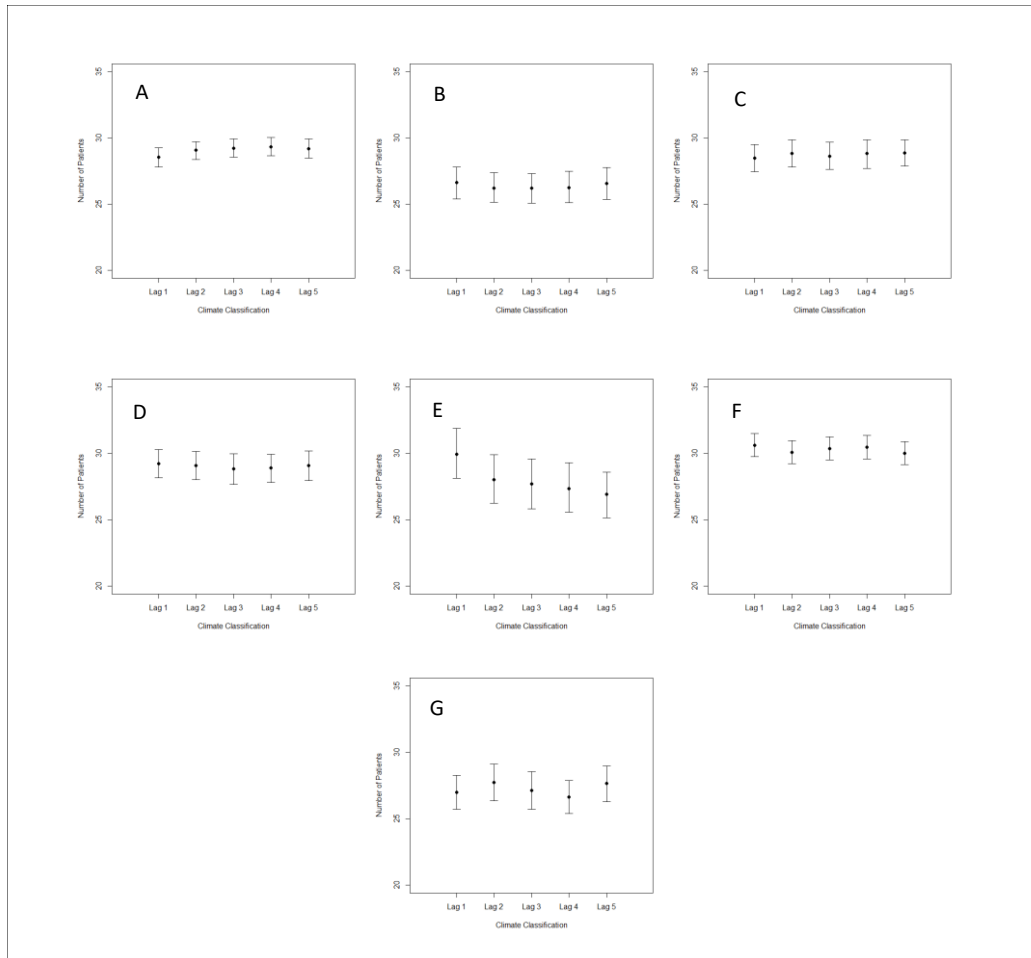 A
35
30
25
20
Number of Patients
Lag 1 Lag 2 Lag 3 Lag 4 Lag 5
Climate Classification
B
35
30
25
20
Number of Patients
Lag 1 Lag 2 Lag 3 Lag 4 Lag 5
Climate Classification
C
35
30
25
20
Number of Patients
Lag 1 Lag 2 Lag 3 Lag 4 Lag 5
Climate Classification
D
35
30
25
20
Number of Patients
Lag 1 Lag 2 Lag 3 Lag 4 Lag 5
Climate Classification
E
35
30
25
20
Number of Patients
Lag 1 Lag 2 Lag 3 Lag 4 Lag 5
Climate Classification
F
35
30
25
20
Number of Patients
Lag 1 Lag 2 Lag 3 Lag 4 Lag 5
Climate Classification
G
35
30
25
20
Number of Patients
Lag 1 Lag 2 Lag 3 Lag 4 Lag 5
Climate Classification